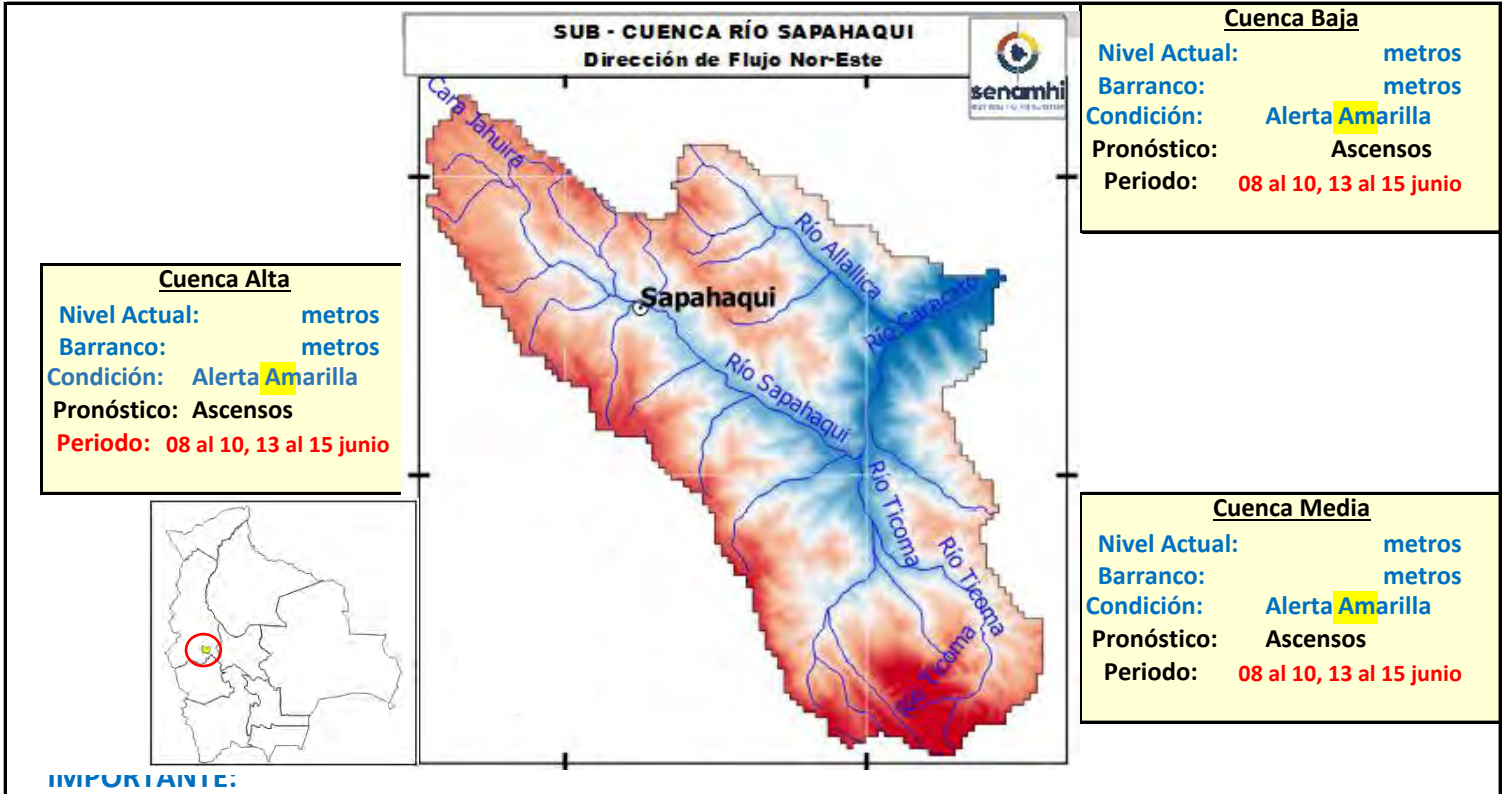 SUB - CUENCA RÍO SAPAHAQUI
Dirección de Flujo Nor-Este
senamhi
Cuenca Baja
Nivel Actual: metros
Barranco: metros
Condición: Alerta Amarilla
Pronóstico: Ascensos
Periodo: 08 al 10, 13 al 15 junio
Cuenca Alta
Nivel Actual: metros
Barranco: metros
Condición: Alerta Amarilla
Pronóstico: Ascensos
Periodo: 08 al 10, 13 al 15 junio
Cara Jahuira
Río Allallica
Río Caracato
Sapahaqui
Río Sapahaqui
Río Ticoma
Río Ticoma
Río Ticoma
Cuenca Media
Nivel Actual: metros
Barranco: metros
Condición: Alerta Amarilla
Pronóstico: Ascensos
Periodo: 08 al 10, 13 al 15 junio
IMPORTANTE: